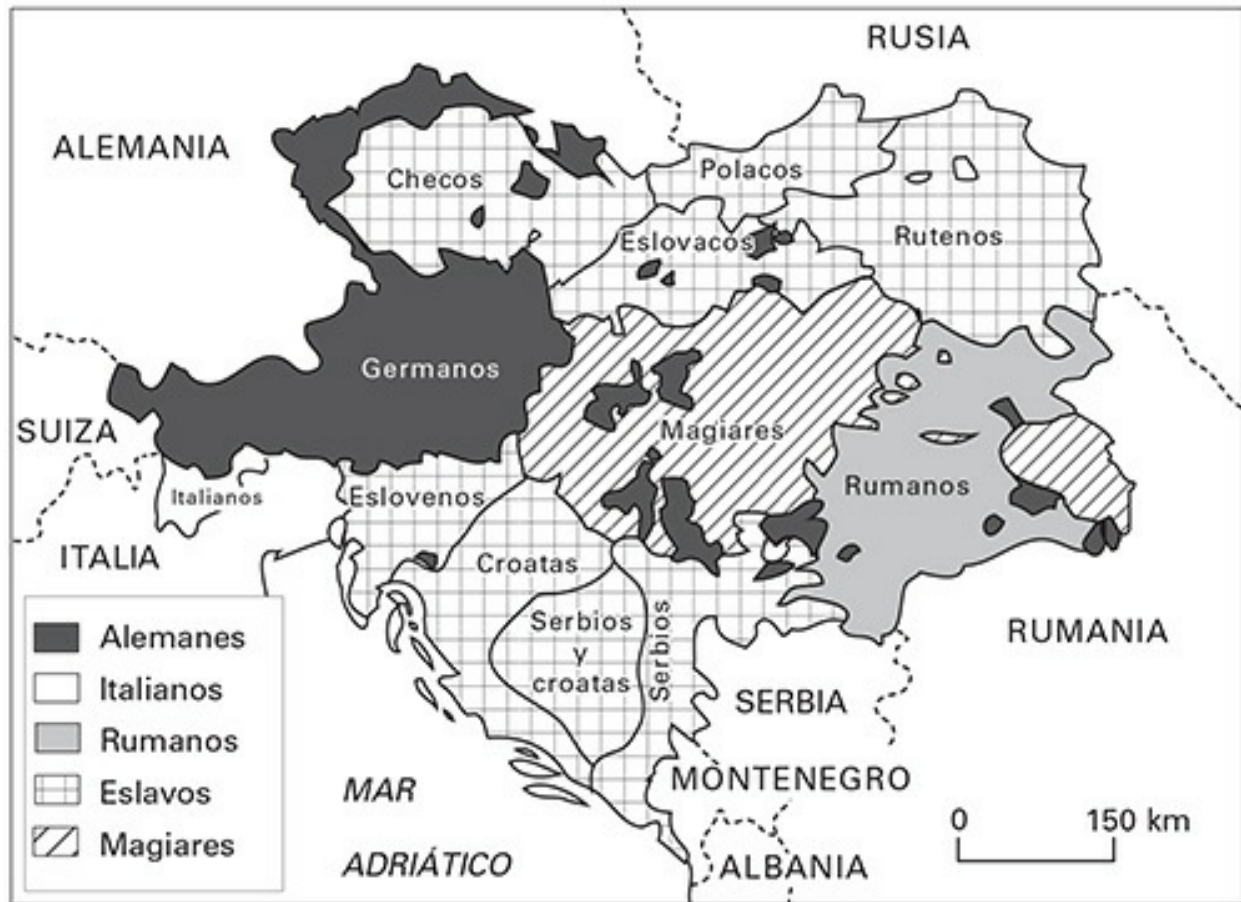 RUSIA
ALEMANIA
Checos
Polacos
Eslovacos
Rutenos
Germanos
SUIZA
Magiares
Italianos
Eslovenos
Rumanos
ITALIA
Croatas
Serbios
y
croatas
Serbios
RUMANIA
SERBIA
MONTENEGRO
ALBANIA
MAR
ADRIÁTICO
Alemanes
Italianos
Rumanos
Eslavos
Magiares
0 150 km